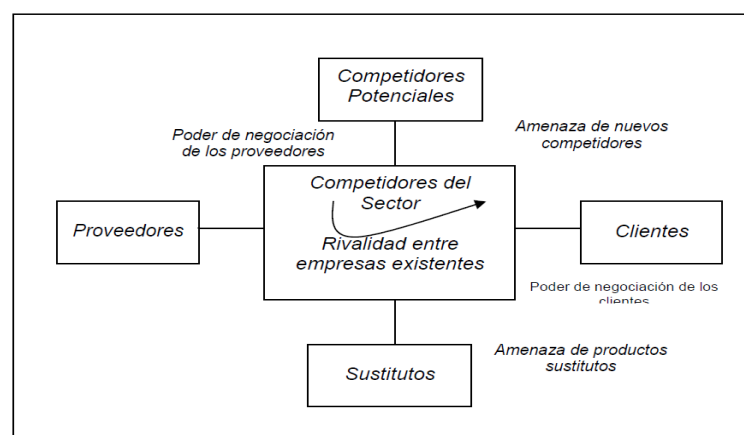 Competidores
Potenciales
Poder de negociación
de los proveedores
Amenaza de nuevos
competidores
Competidores del
Sector
Proveedores
Rivalidad entre
empresas existentes
Clientes
Poder de negociación de los
clientes
Amenaza de productos
sustitutos
Sustitutos